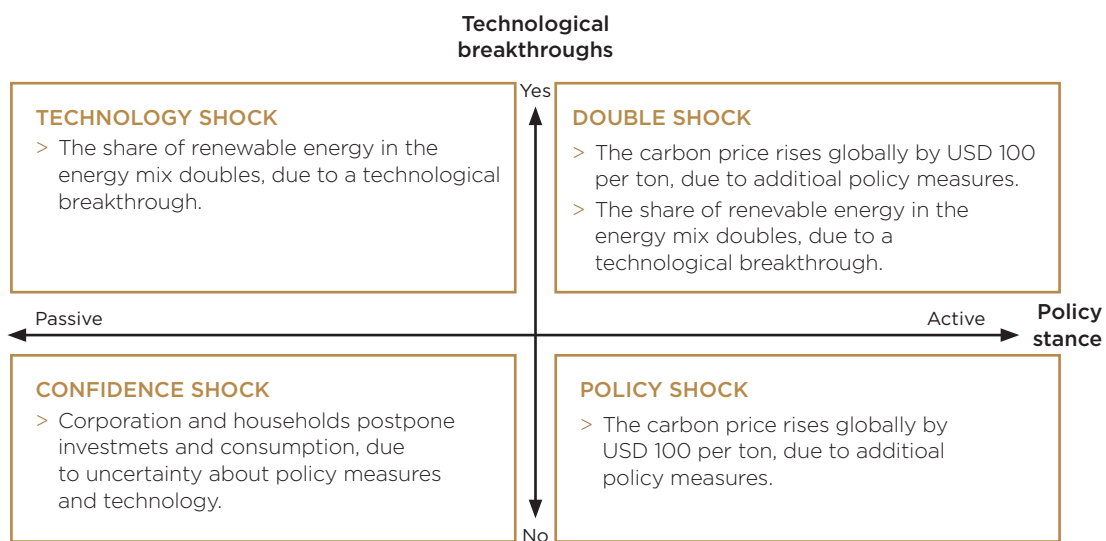 Technological
breakthroughs
Yes
TECHNOLOGY SHOCK
> The share of renewable energy in the
energy mix doubles, due to a technological
breakthrough.
DOUBLE SHOCK
> The carbon price rises globally by USD 100
per ton, due to additioal policy measures.
> The share of renevable energy in the
energy mix doubles, due to a
technological breakthrough.
Passive
Active
Policy
stance
CONFIDENCE SHOCK
> Corporation and households postpone
investmets and consumption, due
to uncertainty about policy measures
and technology.
POLICY SHOCK
> The carbon price rises globally by
USD 100 per ton, due to additioal
policy measures.
No